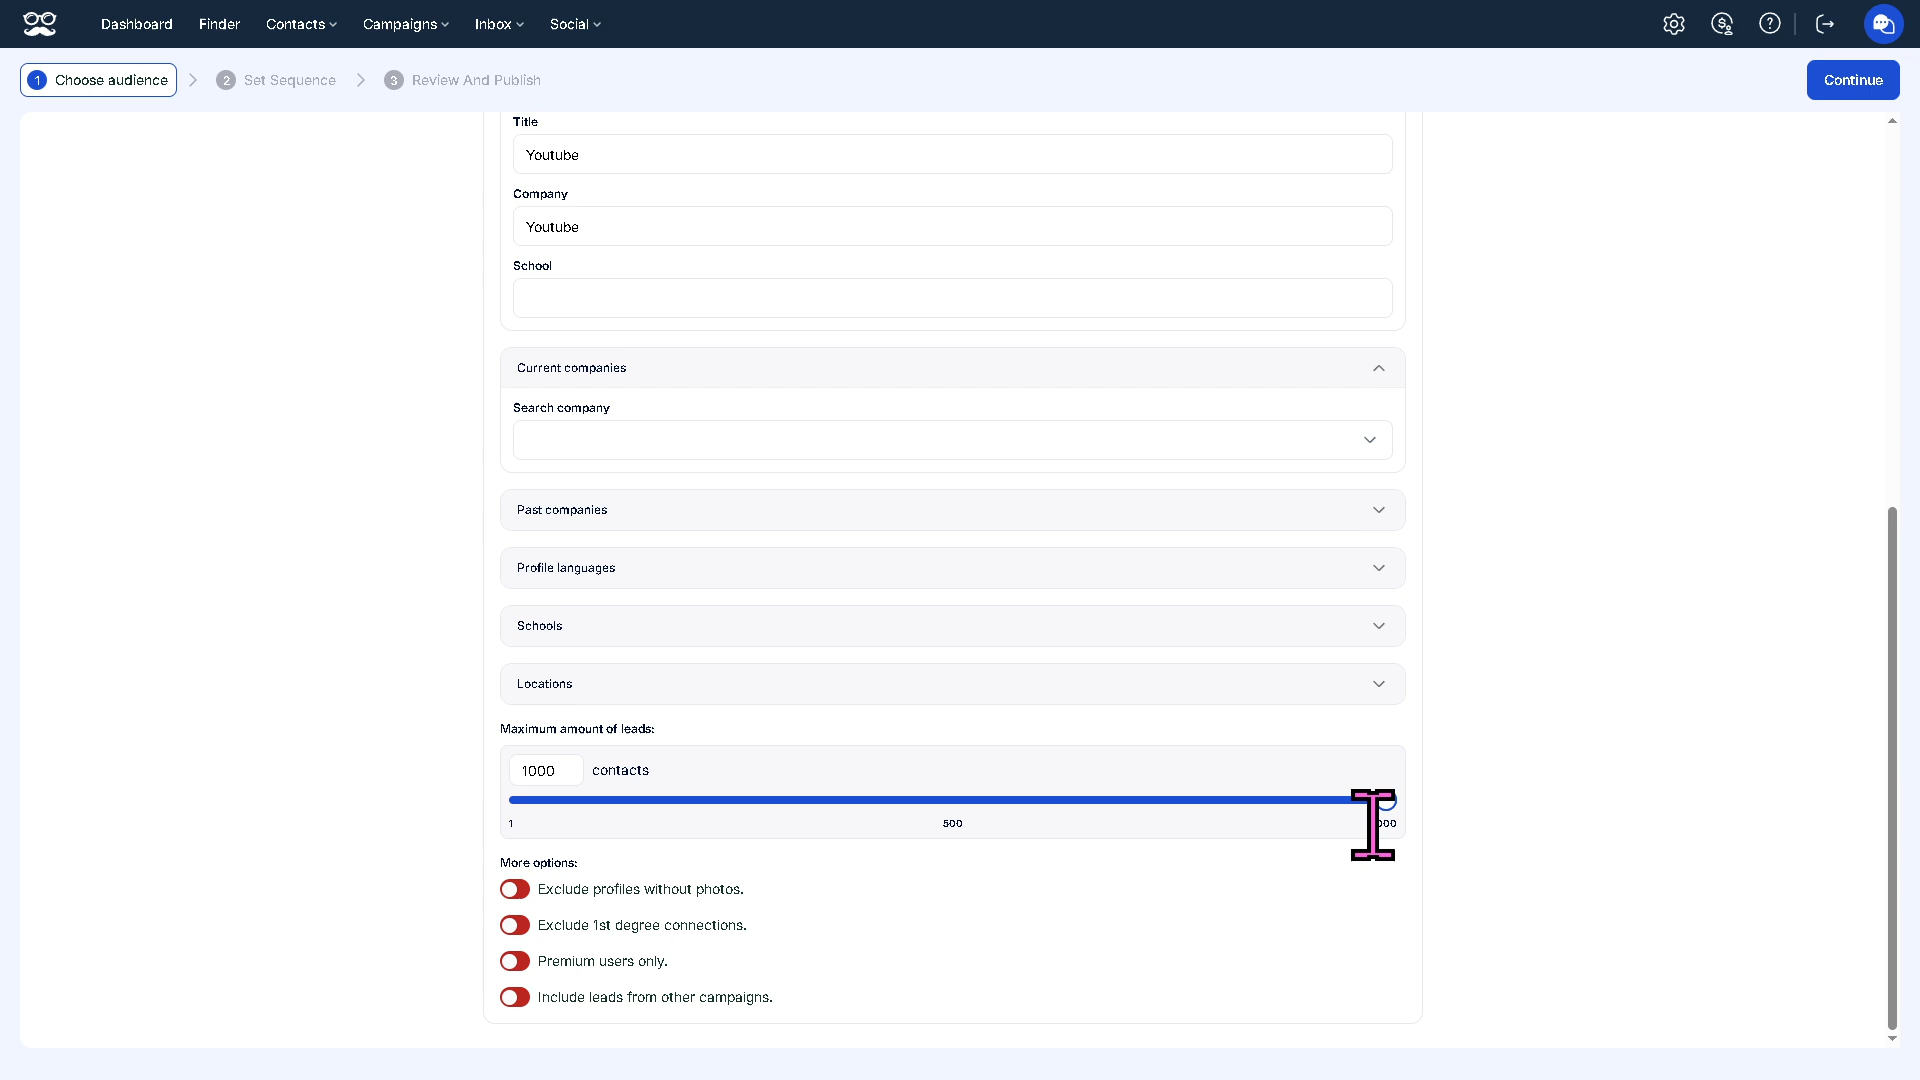 Dashboard
Finder
Contacts
Campaigns
Inbox
Social
1 Choose audience
2 Set Sequence
3 Review And Publish
Continue
Title
Youtube
Company
Youtube
School
Current companies
Search company
Past companies
Profile languages
Schools
Locations
Maximum amount of leads:
1000 contacts
1
500
More options:
Exclude profiles without photos.
Exclude 1st degree connections.
Premium users only.
Include leads from other campaigns.